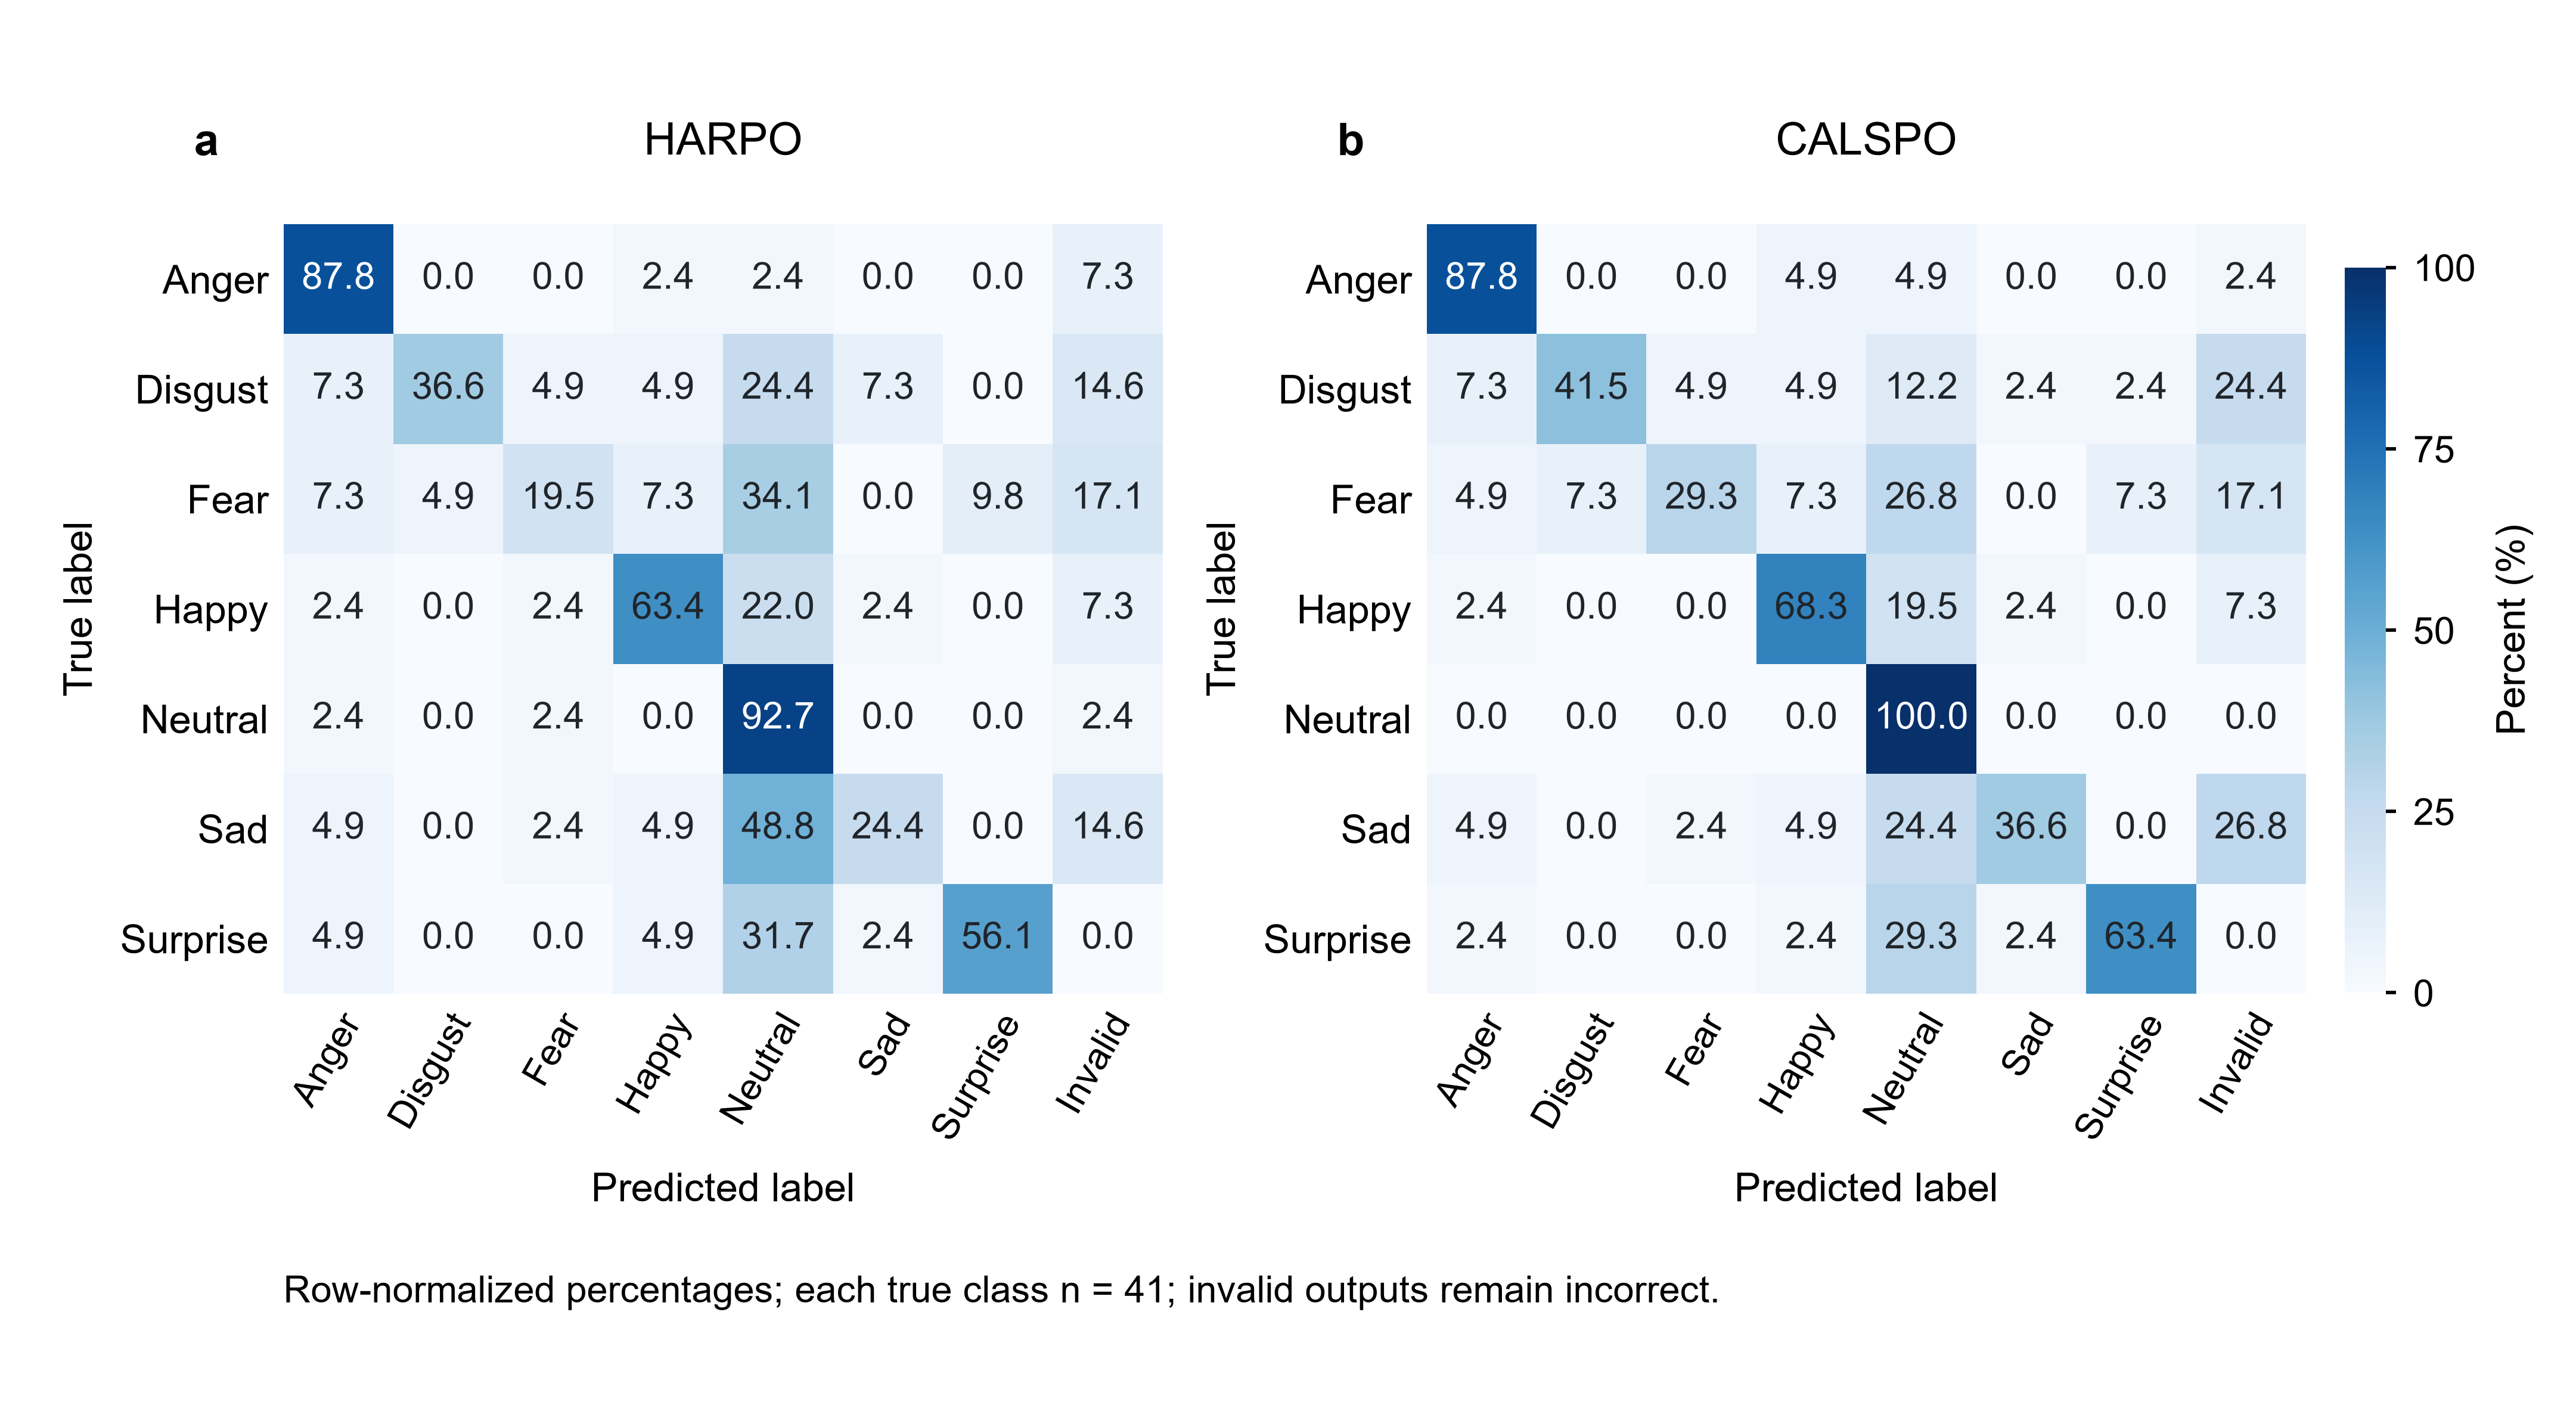 a HARPO
True label
Anger 87.8 0.0 0.0 2.4 2.4 0.0 0.0 7.3
Disgust 7.3 36.6 4.9 4.9 24.4 7.3 0.0 14.6
Fear 7.3 4.9 19.5 7.3 34.1 0.0 9.8 17.1
Happy 2.4 0.0 2.4 63.4 22.0 2.4 0.0 7.3
Neutral 2.4 0.0 2.4 0.0 92.7 0.0 0.0 2.4
Sad 4.9 0.0 2.4 4.9 48.8 24.4 0.0 14.6
Surprise 4.9 0.0 0.0 4.9 31.7 2.4 56.1 0.0
Anger Disgust Fear Happy Neutral Sad Surprise Invalid
Predicted label
b CALSPO
True label
Anger 87.8 0.0 0.0 4.9 4.9 0.0 0.0 2.4
Disgust 7.3 41.5 4.9 4.9 12.2 2.4 2.4 24.4
Fear 4.9 7.3 29.3 7.3 26.8 0.0 7.3 17.1
Happy 2.4 0.0 0.0 68.3 19.5 2.4 0.0 7.3
Neutral 0.0 0.0 0.0 0.0 100.0 0.0 0.0 0.0
Sad 4.9 0.0 2.4 4.9 24.4 36.6 0.0 26.8
Surprise 2.4 0.0 0.0 2.4 29.3 2.4 63.4 0.0
Anger Disgust Fear Happy Neutral Sad Surprise Invalid
Predicted label
100
75
50
25
0
Percent (%)
Row-normalized percentages; each true class n = 41; invalid outputs remain incorrect.